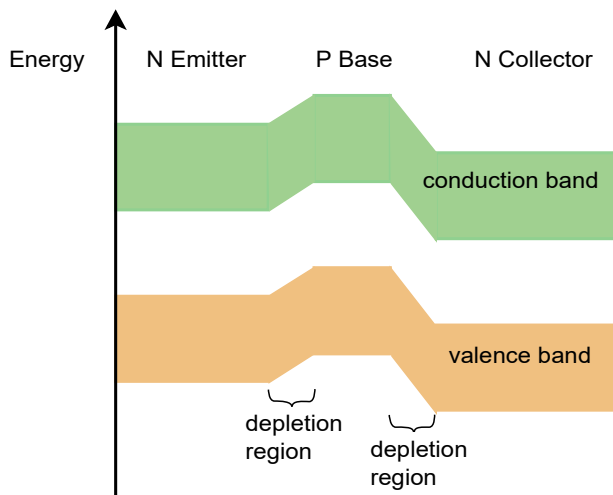 Energy
N Emitter
P Base
N Collector
conduction band
valence band
depletion
region
depletion
region